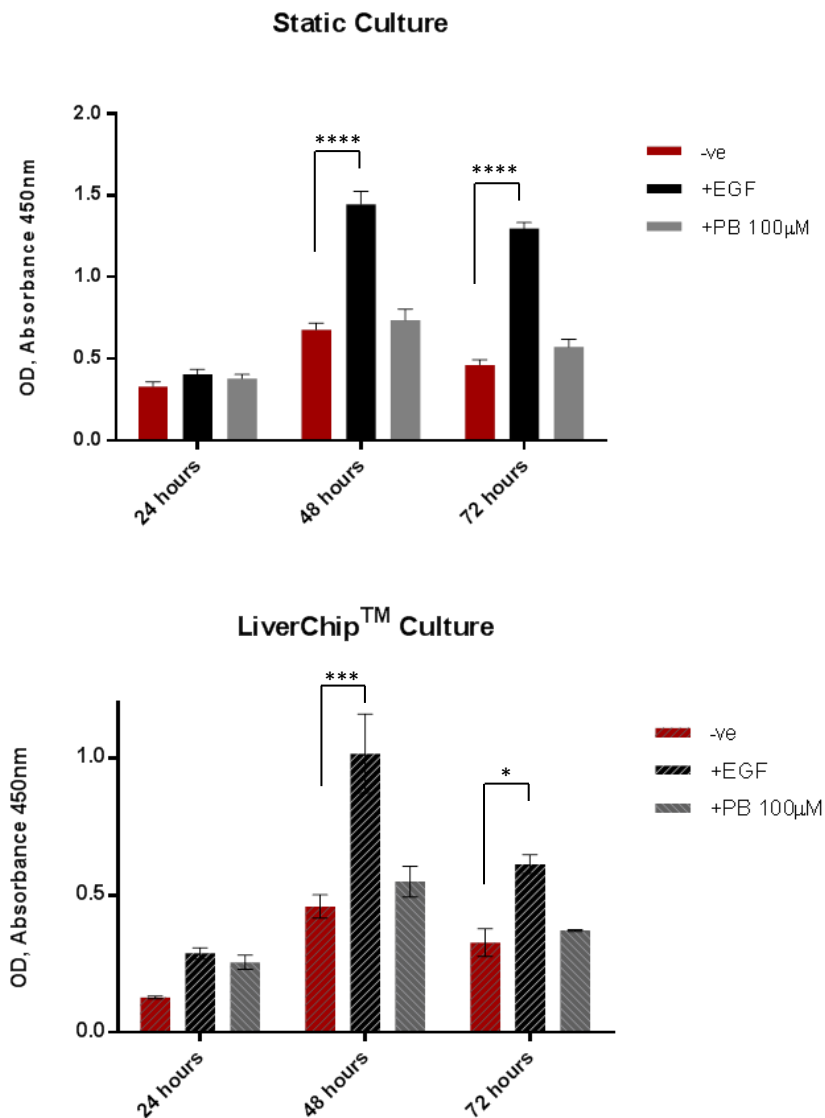 Static Culture
OD, Absorbance 450nm
2.0
1.5
1.0
0.5
0.0
****
****
-ve
+EGF
+PB 100μM
24 hours
48 hours
72 hours
LiverChip™ Culture
OD, Absorbance 450nm
1.0
0.5
0.0
***
*
-ve
+EGF
+PB 100μM
24 hours
48 hours
72 hours